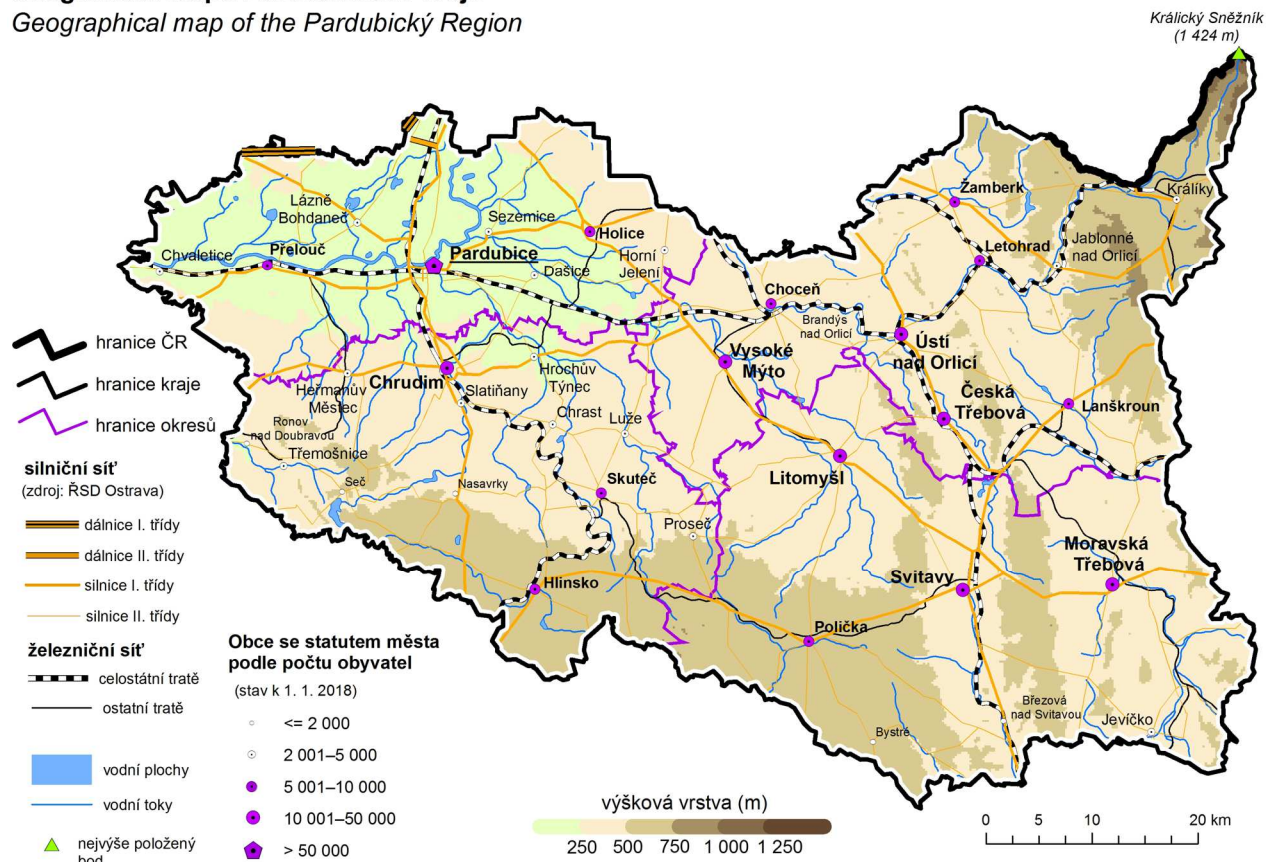 Geographical map of the Pardubický Region
Králický Sněžník
(1 424 m)
Žamberk
Králíky
Lázně
Bohdaneč
Sezemice
Holice
Letohrad
Jablonné
nad Orlicí
Chvaletice
Přelouč
Pardubice
Horní
Jelení
Dašice
Choceň
Brandýs
nad Orlicí
Ústí
nad Orlicí
Vysoké
Mýto
Chrudim
Hrochův
Týnec
Heřmanův
Městec
Slatiňany
Česká
Třebová
Lanškroun
Chrast
Luže
Ronov
nad Doubravou
Třemošnice
Litomyšl
Seč
Nasavrky
Skuteč
Proseč
Moravská
Třebová
Hlinsko
Svitavy
Polička
Březová
nad Svitavou
Jevíčko
Bystré
hranice ČR
hranice kraje
hranice okresů
silniční síť
(zdroj: ŘSD Ostrava)
dálnice I. třídy
dálnice II. třídy
silnice I. třídy
silnice II. třídy
železniční síť
celostátní tratě
ostatní tratě
vodní plochy
vodní toky
nejvýše položený
bod
Obce se statutem města
podle počtu obyvatel
(stav k 1. 1. 2018)
<= 2 000
2 001–5 000
5 001–10 000
10 001–50 000
> 50 000
výšková vrstva (m)
250 500 750 1 000 1 250
0 5 10 20 km